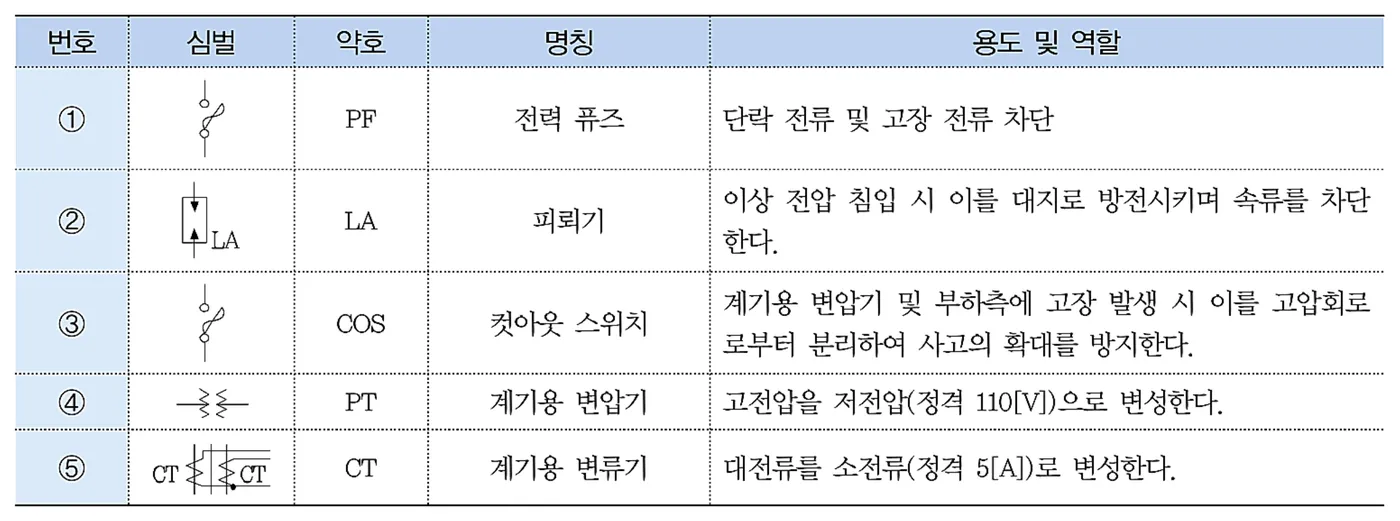 번호 심벌 약호 명칭 용도 및 역할
① PF 전력 퓨즈 단락 전류 및 고장 전류 차단
② LA LA 피뢰기 이상 전압 침입 시 이를 대지로 방전시키며 속류를 차단
한다.
③ COS 컷아웃 스위치 계기용 변압기 및 부하측에 고장 발생 시 이를 고압회로
로부터 분리하여 사고의 확대를 방지한다.
④ PT 계기용 변압기 고전압을 저전압(정격 110[V])으로 변성한다.
⑤ CT CT CT 계기용 변류기 대전류를 소전류(정격 5[A])로 변성한다.